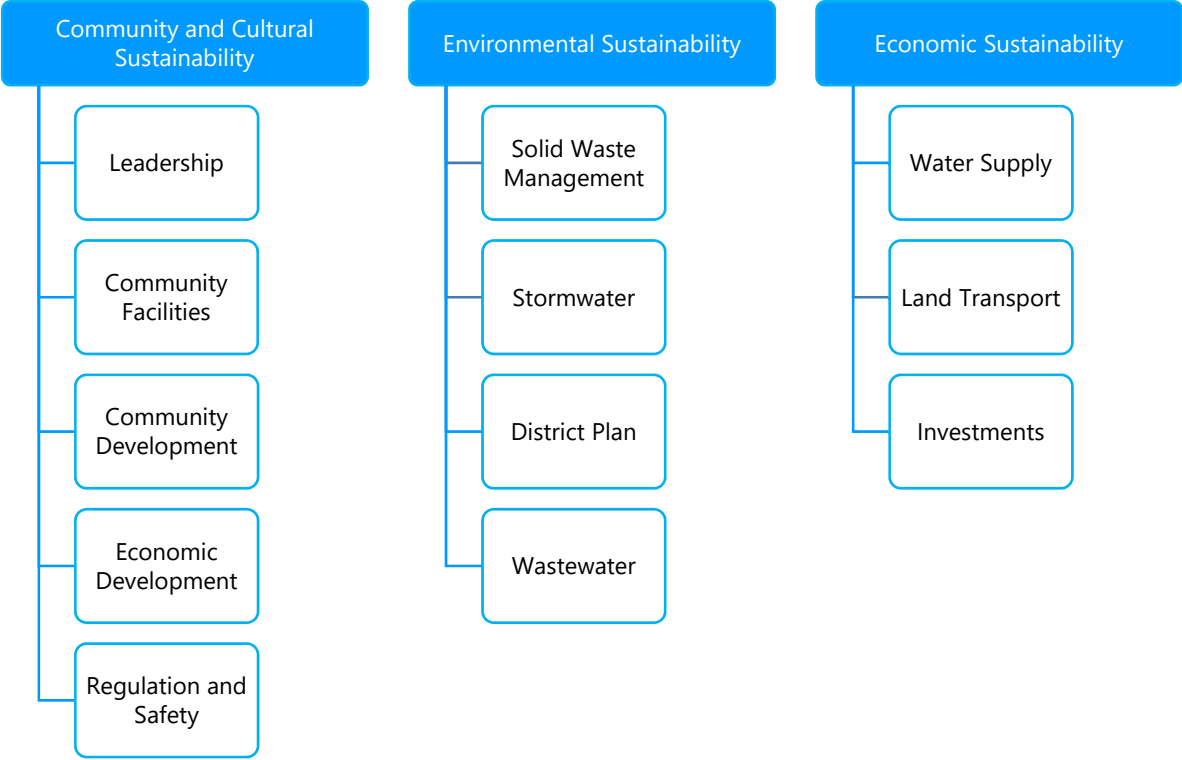 Community and Cultural
Sustainability
Leadership
Community
Facilities
Community
Development
Economic
Development
Regulation and
Safety
Environmental Sustainability
Solid Waste
Management
Stormwater
District Plan
Wastewater
Economic Sustainability
Water Supply
Land Transport
Investments